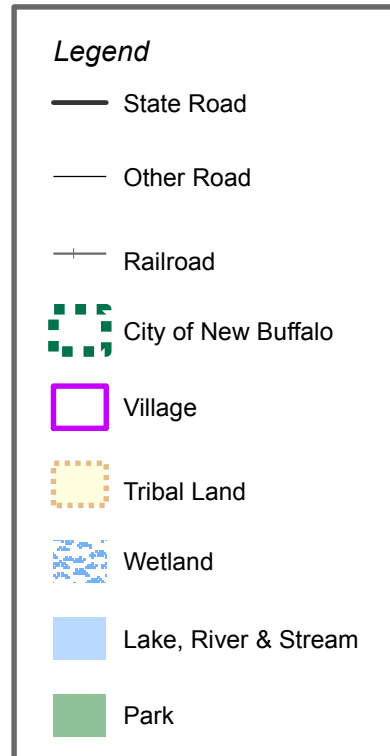 Legend
State Road
Other Road
Railroad
City of New Buffalo
Village
Tribal Land
Wetland
Lake, River & Stream
Park